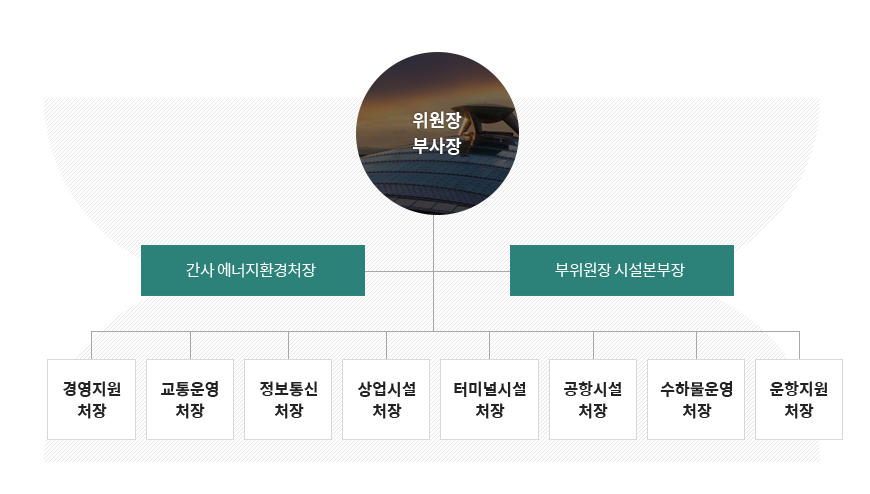 위원장
부사장
간사 에너지환경처장
부위원장 시설본부장
경영지원
처장
교통운영
처장
정보통신
처장
상업시설
처장
터미널시설
처장
공항시설
처장
수하물운영
처장
운항지원
처장